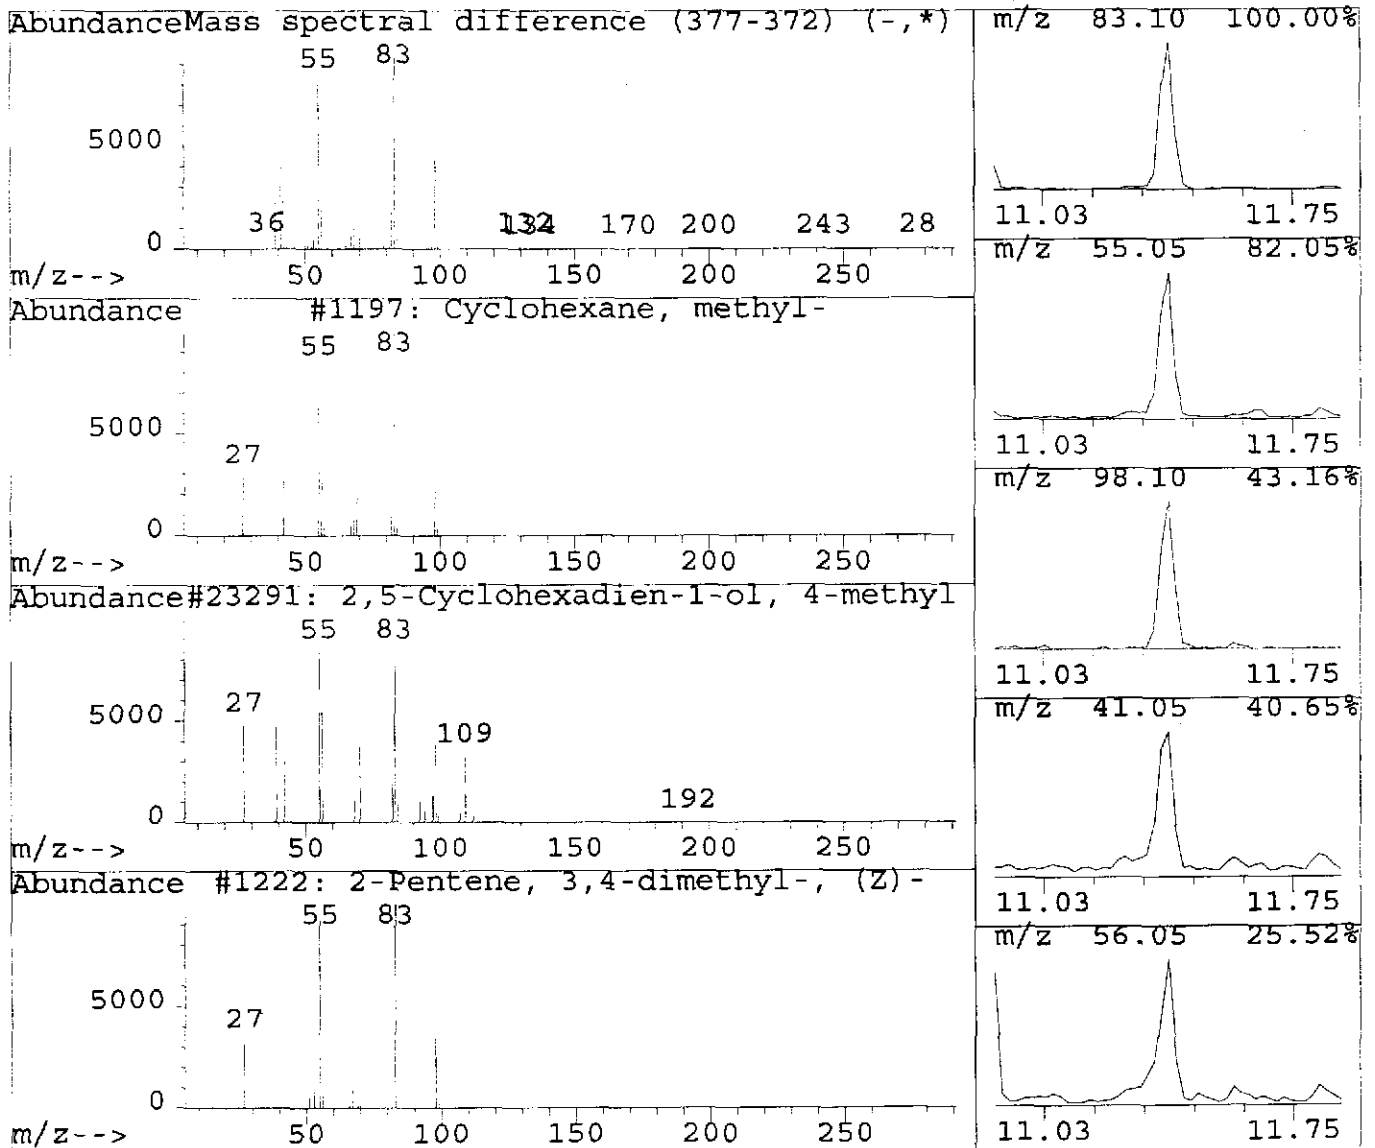 AbundanceMass spectral difference (377-372) (-,*)
55 83
5000
36 170 200 243 28
0
m/z--> 50 100 150 200 250
Abundance #1197: Cyclohexane, methyl-
55 83
5000
27
0
m/z--> 50 100 150 200 250
Abundance#23291: 2,5-Cyclohexadien-1-ol, 4-methyl
55 83
27
5000
109
192
0
m/z--> 50 100 150 200 250
Abundance #1222: 2-Pentene, 3,4-dimethyl-, (Z)-
55 83
5000
27
0
m/z--> 50 100 150 200 250
m/z 83.10 100.00%
11.03 11.75
m/z 55.05 82.05%
11.03 11.75
m/z 98.10 43.16%
11.03 11.75
m/z 41.05 40.65%
11.03 11.75
m/z 56.05 25.52%
11.03 11.75